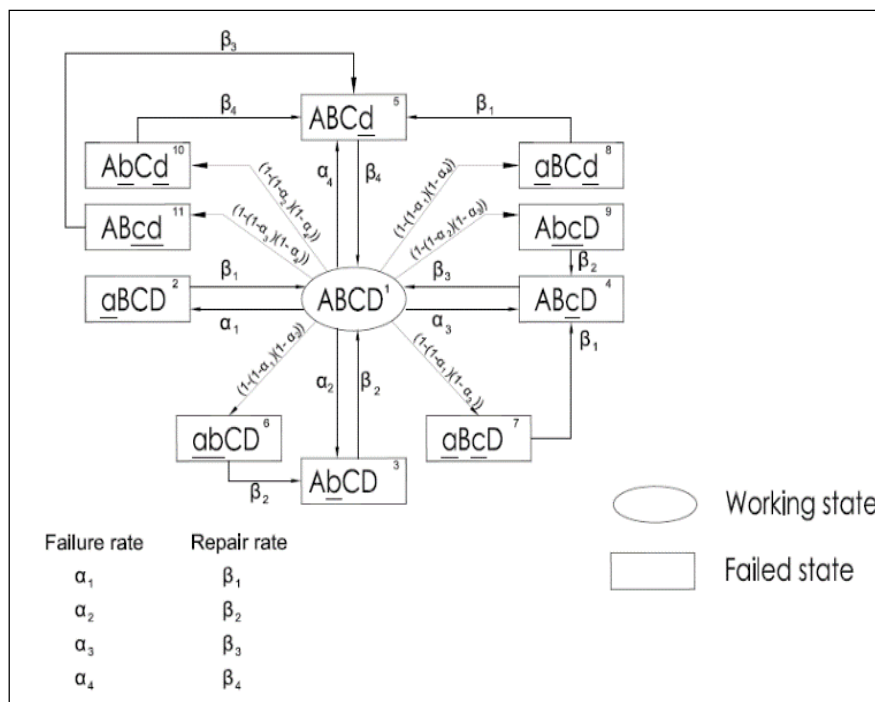 β₃
ABCd 5
β₄
β₁
AbCd 10
aBCd 8
α₄
β₄
(1-(1-α₂)(1-α₄))
(1-(1-α₁)(1-α₄))
ABcd 11
AbcD 9
(1-(1-α₃)(1-α₄))
(1-(1-α₂)(1-α₃))
β₂
aBCD 2
β₁
ABCD 1
β₃
ABcD 4
α₁
α₃
β₁
(1-(1-α₁)(1-α₂))
α₂
β₂
(1-(1-α₁)(1-α₃))
abCD 6
aBcD 7
β₂
AbCD 3
Working state
Failure rate Repair rate
Failed state
α₁ β₁
α₂ β₂
α₃ β₃
α₄ β₄